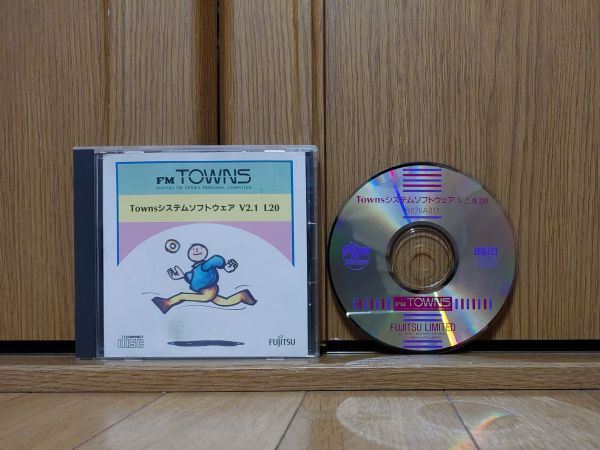 FM TOWNS
FUJITSU FM SERIES PERSONAL COMPUTER
Townsシステムソフトウェア V2.1 L20
COMPACT
disc
FUJITSU
Townsシステムソフトウェア V2.1 L20
B276A011
FM TOWNS
FUJITSU LIMITED